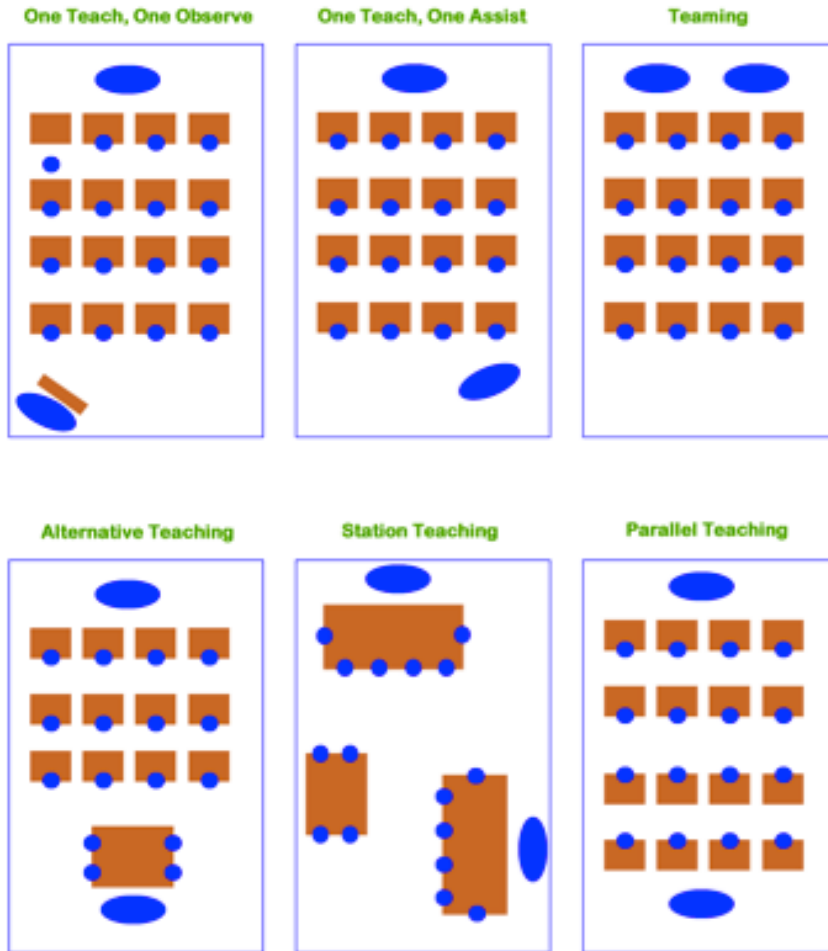 One Teach, One Observe
One Teach, One Assist
Teaming
Alternative Teaching
Station Teaching
Parallel Teaching